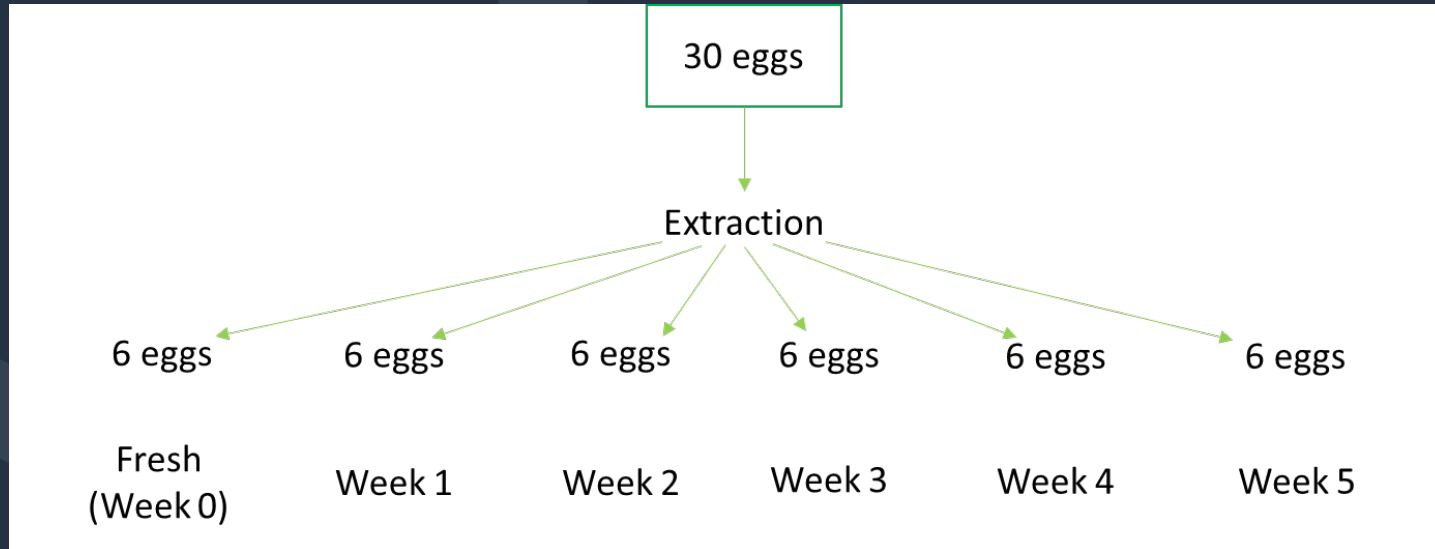 30 eggs
Extraction
6 eggs 6 eggs 6 eggs 6 eggs 6 eggs 6 eggs
Fresh
(Week 0) Week 1 Week 2 Week 3 Week 4 Week 5